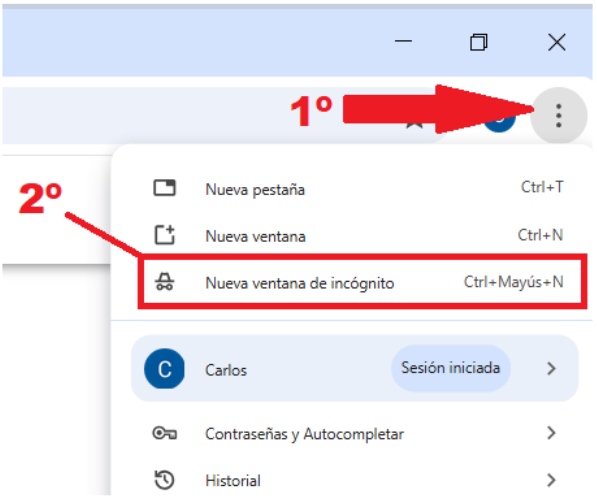 1º
2º
Nueva pestaña Ctrl+T
Nueva ventana Ctrl+N
Nueva ventana de incógnito Ctrl+Mayús+N
C Carlos Sesión iniciada
Contraseñas y Autocompletar
Historial